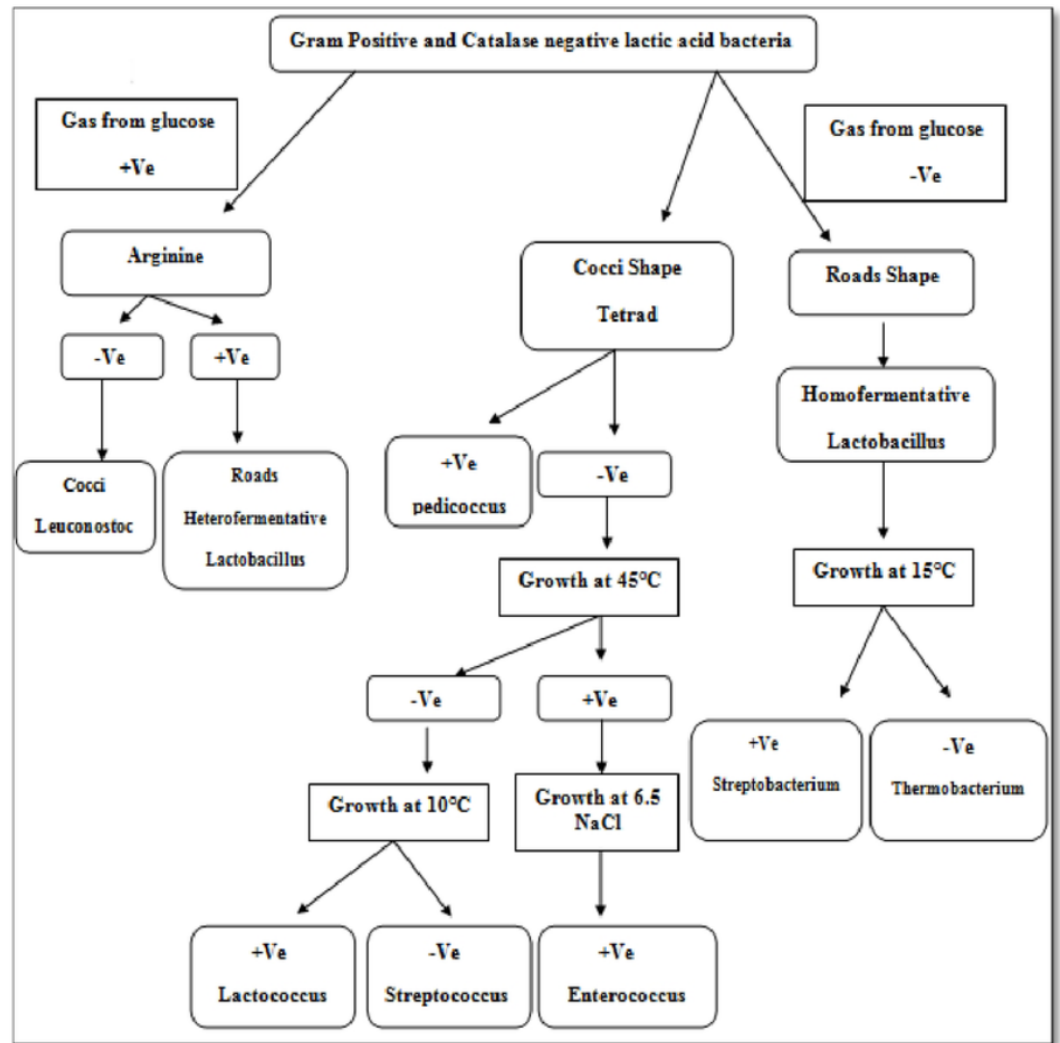 Gram Positive and Catalase negative lactic acid bacteria
Gas from glucose
+Ve
Gas from glucose
-Ve
Arginine
Cocci Shape
Tetrad
Roads Shape
-Ve
+Ve
Homofermentative
Lactobacillus
Cocci
Leuconostoc
Roads
Heterofermentative
Lactobacillus
+Ve
pedicoccus
-Ve
Growth at 45°C
Growth at 15°C
-Ve
+Ve
+Ve
Streptobacterium
-Ve
Thermobacterium
Growth at 10°C
Growth at 6.5
NaCl
+Ve
Lactococcus
-Ve
Streptococcus
+Ve
Enterococcus